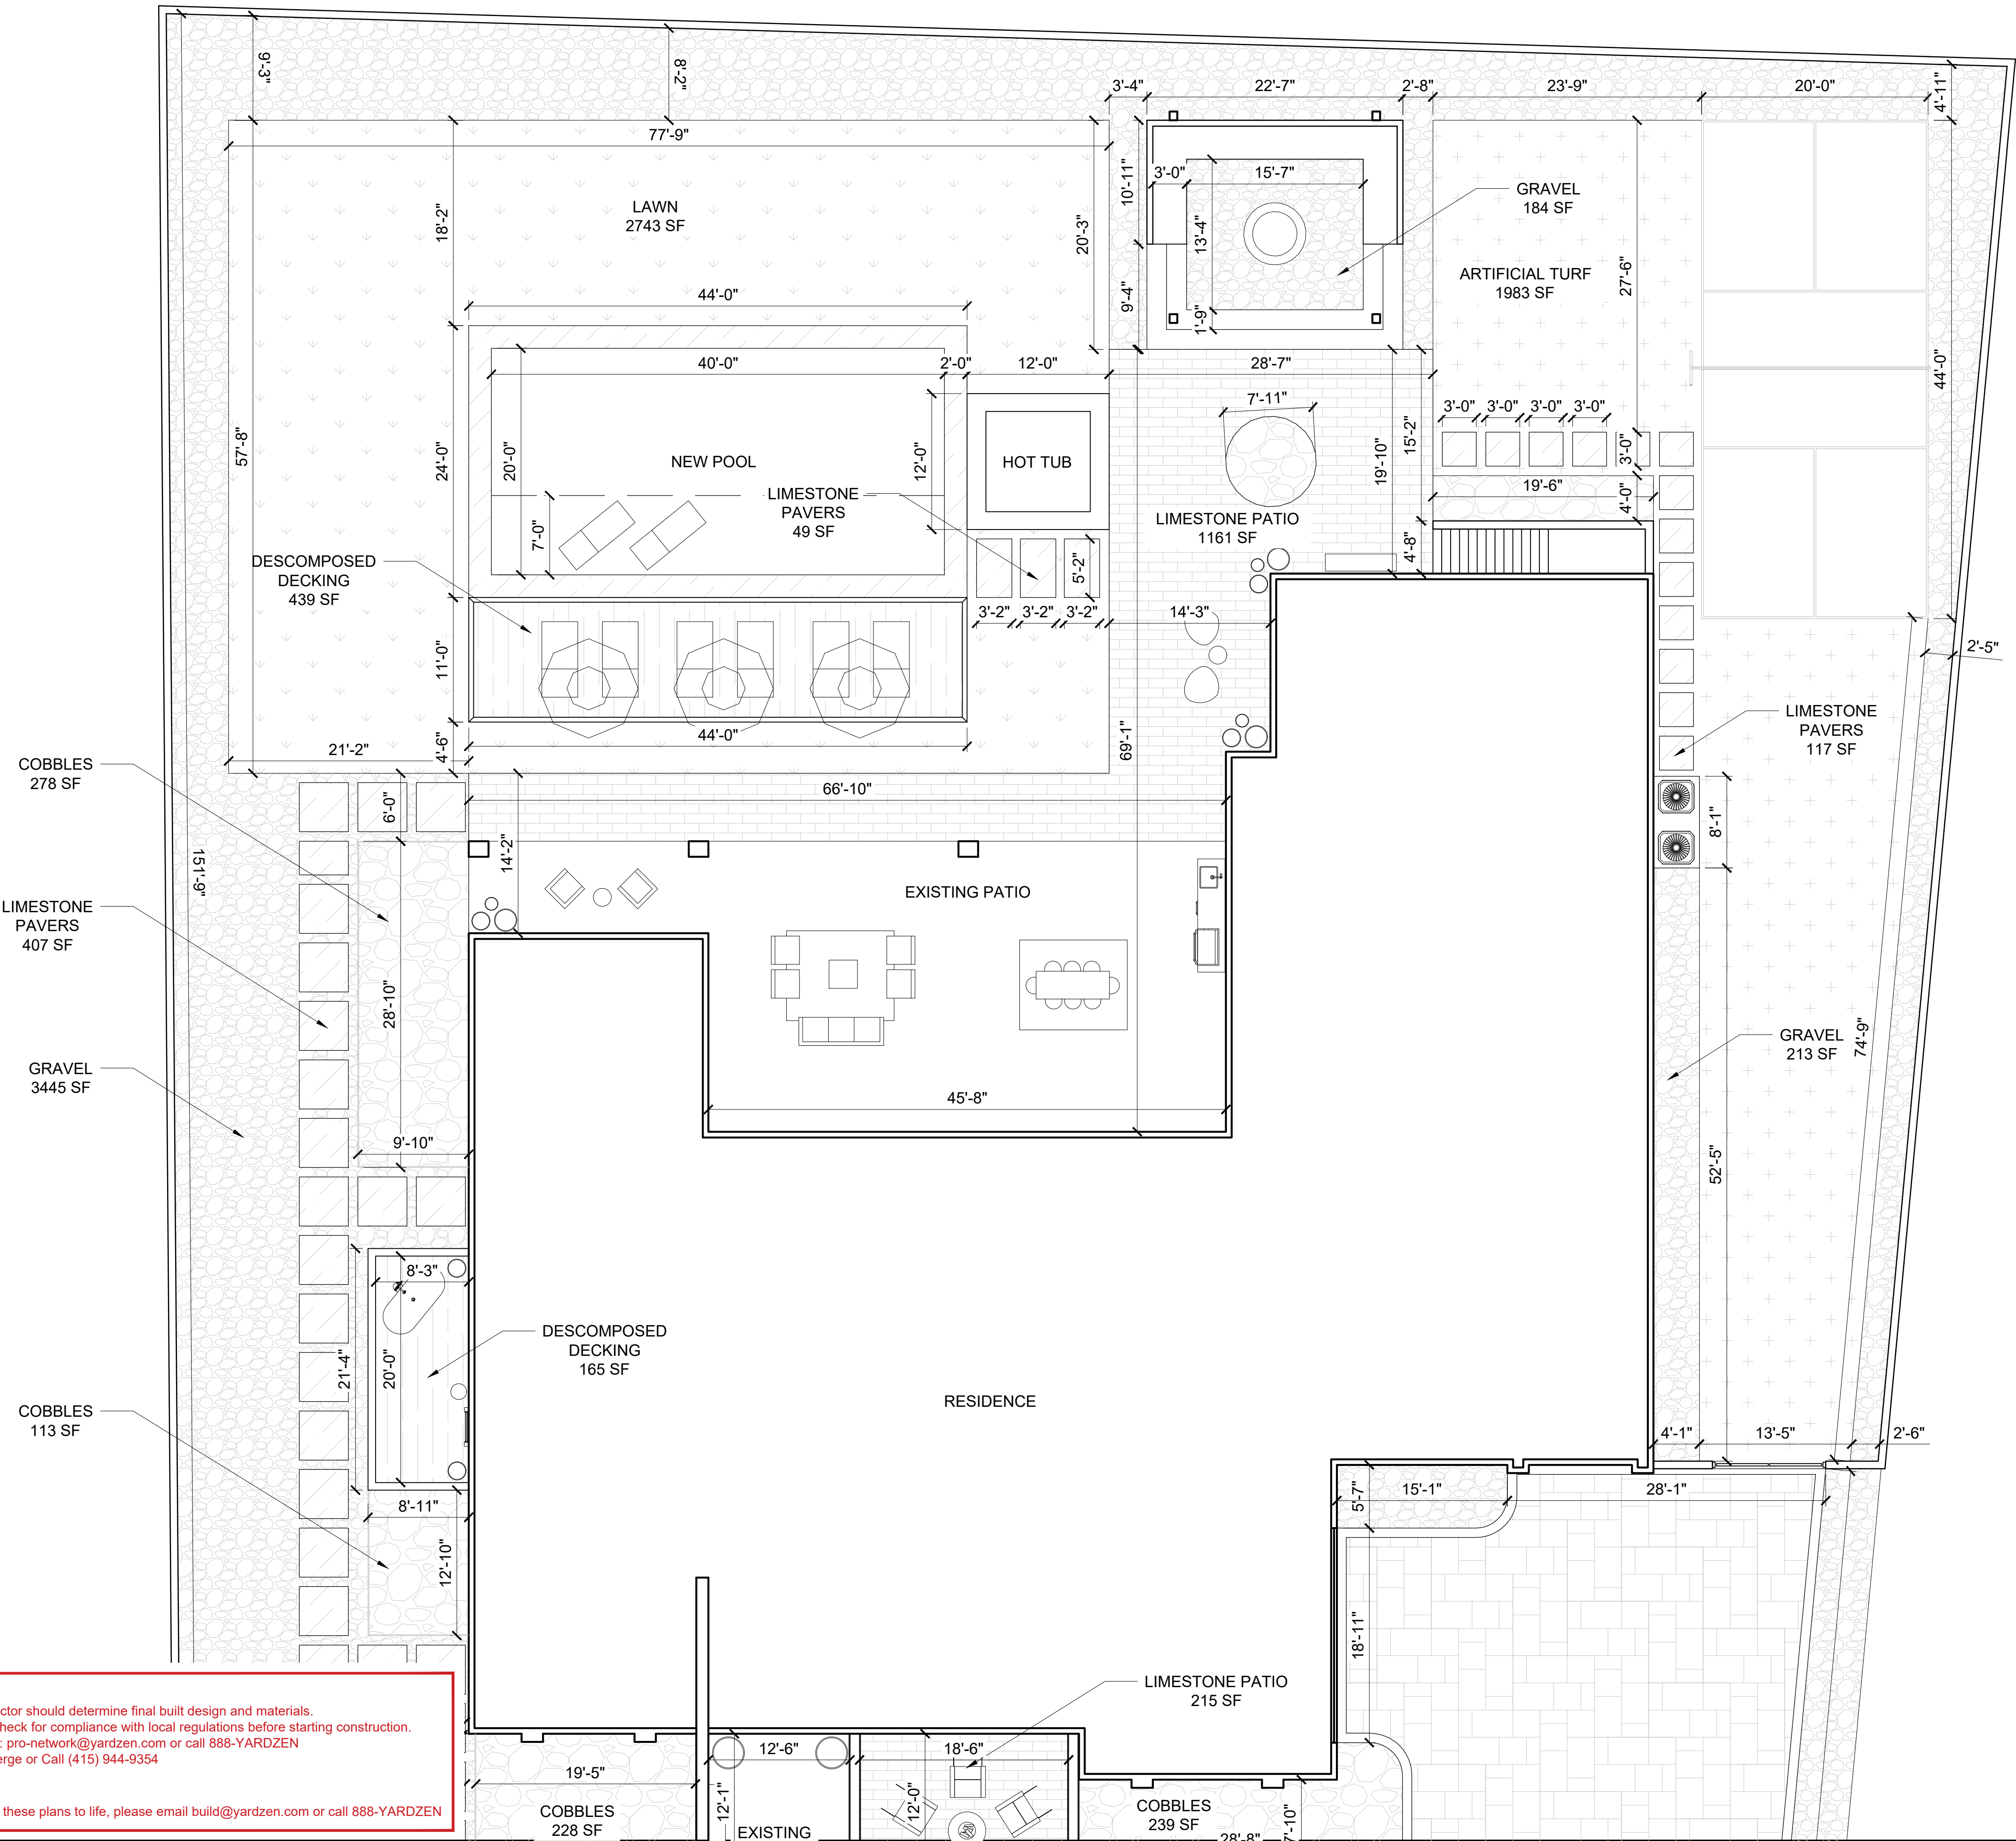 9'-3"
8'-2"
3'-4"
22'-7"
2'-8"
23'-9"
20'-0"
4'-11"
77'-9"
18'-2"
LAWN
2743 SF
20'-3"
10'-11"
9'-4"
3'-0"
15'-7"
13'-4"
1'-9"
GRAVEL
184 SF
ARTIFICIAL TURF
1983 SF
27'-6"
44'-0"
44'-0"
40'-0"
2'-0"
12'-0"
28'-7"
7'-11"
3'-0"
3'-0"
3'-0"
3'-0"
3'-0"
15'-2"
19'-10"
4'-0"
19'-6"
57'-8"
24'-0"
20'-0"
NEW POOL
12'-0"
HOT TUB
LIMESTONE
PAVERS
49 SF
7'-0"
LIMESTONE PATIO
1161 SF
4'-8"
DESCOMPOSED
DECKING
439 SF
5'-2"
3'-2"
3'-2"
3'-2"
14'-3"
11'-0"
2'-5"
LIMESTONE
PAVERS
117 SF
21'-2"
4'-6"
44'-0"
69'-1"
COBBLES
278 SF
6'-0"
66'-10"
8'-1"
14'-2"
151'-9"
EXISTING PATIO
LIMESTONE
PAVERS
407 SF
28'-10"
GRAVEL
3445 SF
GRAVEL
213 SF
74'-9"
45'-8"
9'-10"
52'-5"
8'-3"
21'-4"
20'-0"
DESCOMPOSED
DECKING
165 SF
RESIDENCE
COBBLES
113 SF
4'-1"
13'-5"
2'-6"
8'-11"
12'-10"
5'-7"
15'-1"
28'-1"
18'-11"
LIMESTONE PATIO
215 SF
ctor should determine final built design and materials.
heck for compliance with local regulations before starting construction.
: pro-network@yardzen.com or call 888-YARDZEN
erge or Call (415) 944-9354
these plans to life, please email build@yardzen.com or call 888-YARDZEN
19'-5"
12'-6"
18'-6"
12'-1"
12'-0"
COBBLES
228 SF
EXISTING
COBBLES
239 SF
28'-8"
7'-10"